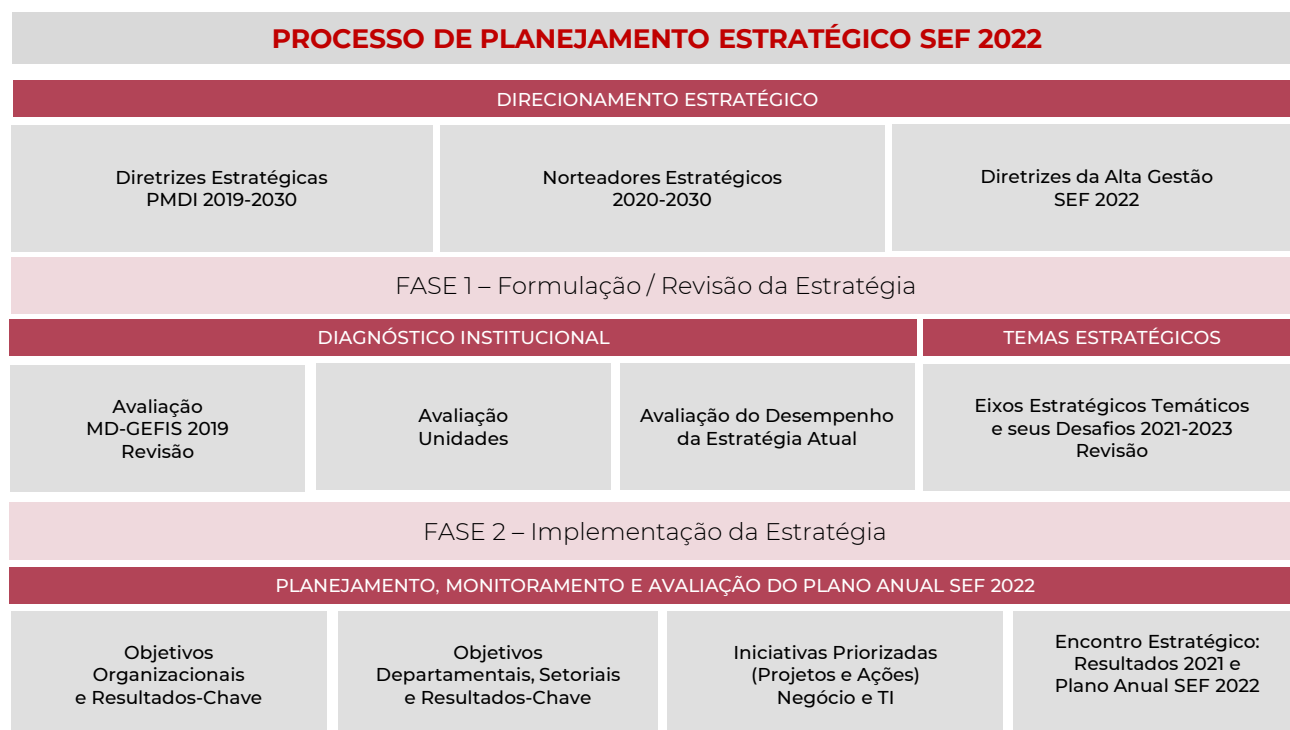 PROCESSO DE PLANEJAMENTO ESTRATÉGICO SEF 2022
DIRECIONAMENTO ESTRATÉGICO
Diretrizes Estratégicas
PMDI 2019-2030
Norteadores Estratégicos
2020-2030
Diretrizes da Alta Gestão
SEF 2022
FASE 1 – Formulação / Revisão da Estratégia
DIAGNÓSTICO INSTITUCIONAL
TEMAS ESTRATÉGICOS
Avaliação
MD-GEFIS 2019
Revisão
Avaliação
Unidades
Avaliação do Desempenho
da Estratégia Atual
Eixos Estratégicos Temáticos
e seus Desafios 2021-2023
Revisão
FASE 2 – Implementação da Estratégia
PLANEJAMENTO, MONITORAMENTO E AVALIAÇÃO DO PLANO ANUAL SEF 2022
Objetivos
Organizacionais
e Resultados-Chave
Objetivos
Departamentais, Setoriais
e Resultados-Chave
Iniciativas Priorizadas
(Projetos e Ações)
Negócio e TI
Encontro Estratégico:
Resultados 2021 e
Plano Anual SEF 2022